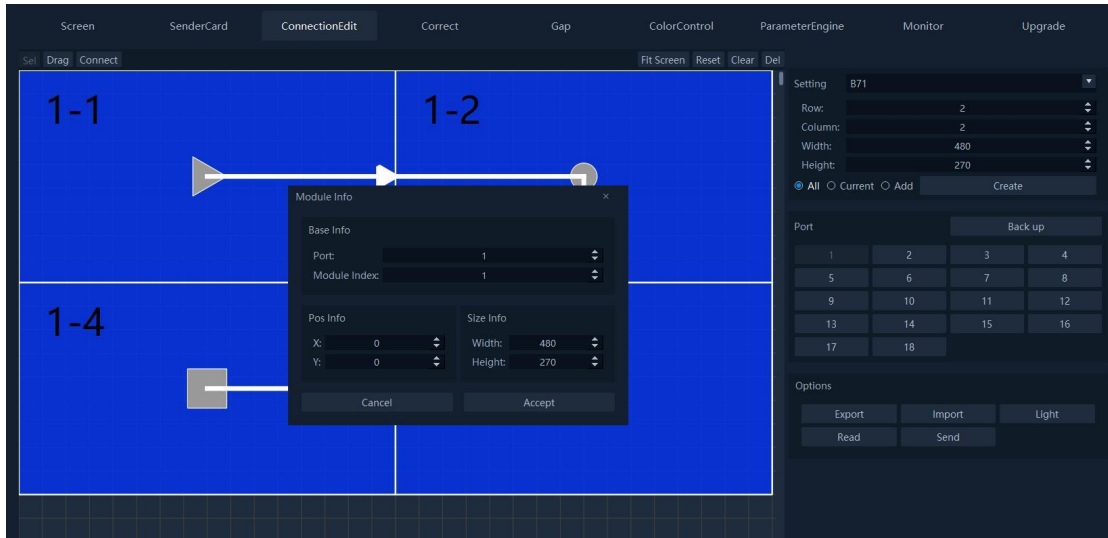 Screen SenderCard ConnectionEdit Correct Gap ColorControl ParameterEngine Monitor Upgrade
Sel Drag Connect Fit Screen Reset Clear Del
1-1
1-2
1-4
Module Info ×
Base Info
Port: 1
Module Index: 1
Pos Info
X: 0
Y: 0
Size Info
Width: 480
Height: 270
Cancel Accept
Setting B71
Row: 2
Column: 2
Width: 480
Height: 270
All Current Add Create
Port Back up
1 2 3 4
5 6 7 8
9 10 11 12
13 14 15 16
17 18
Options
Export Import Light
Read Send